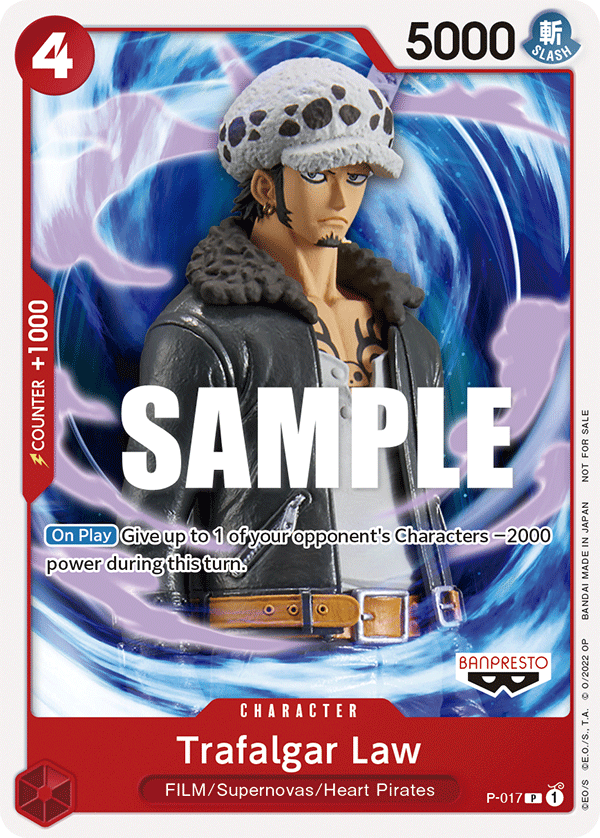 4
5000
斬
SLASH
COUNTER +1000
SAMPLE
On Play Give up to 1 of your opponent's Characters −2000
power during this turn.
BANPRESTO
CHARACTER
Trafalgar Law
FILM/Supernovas/Heart Pirates
P-017 P 1
©EO/S ©E.O./S., T.A. © O/2022 OP BANDAI MADE IN JAPAN NOT FOR SALE